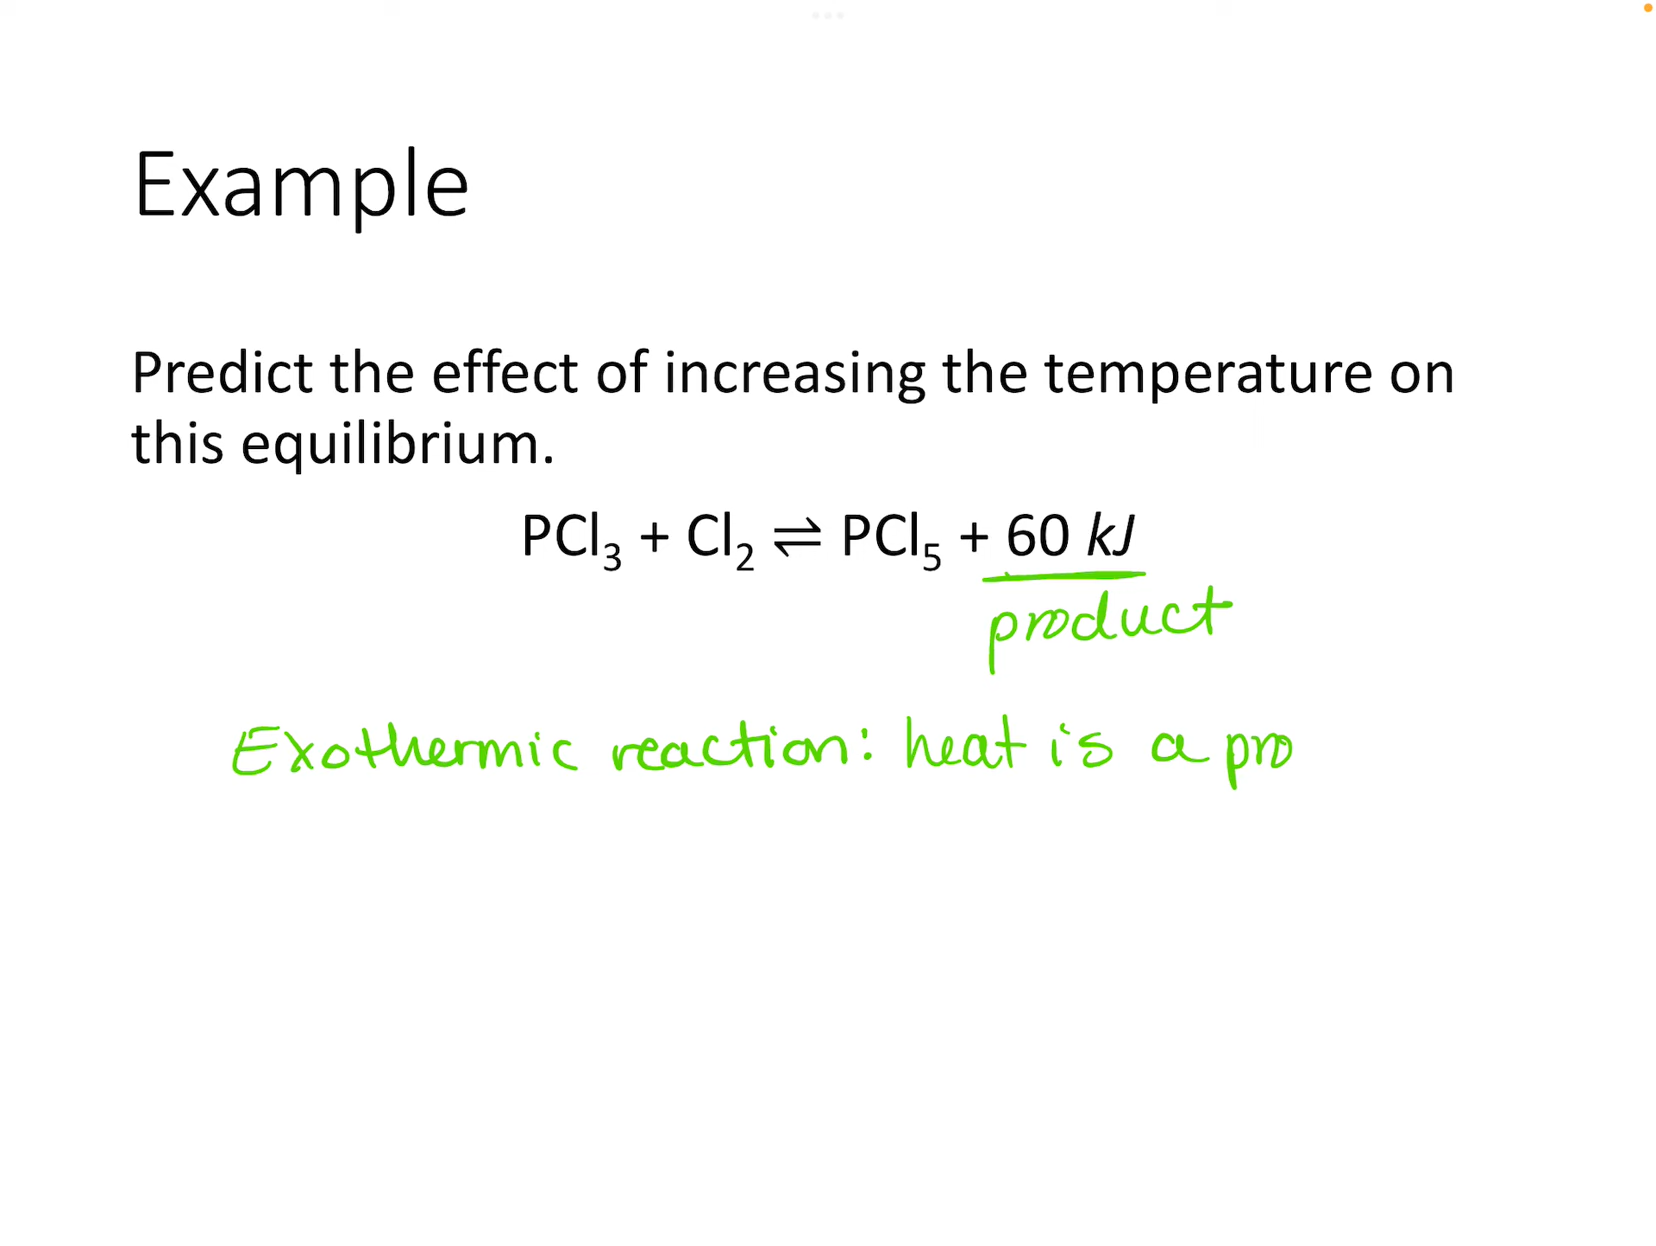 Example
Predict the effect of increasing the temperature on
this equilibrium.
PCl₃ + Cl₂ ⇌ PCl₅ + 60 kJ
product
Exothermic reaction: heat is a pro